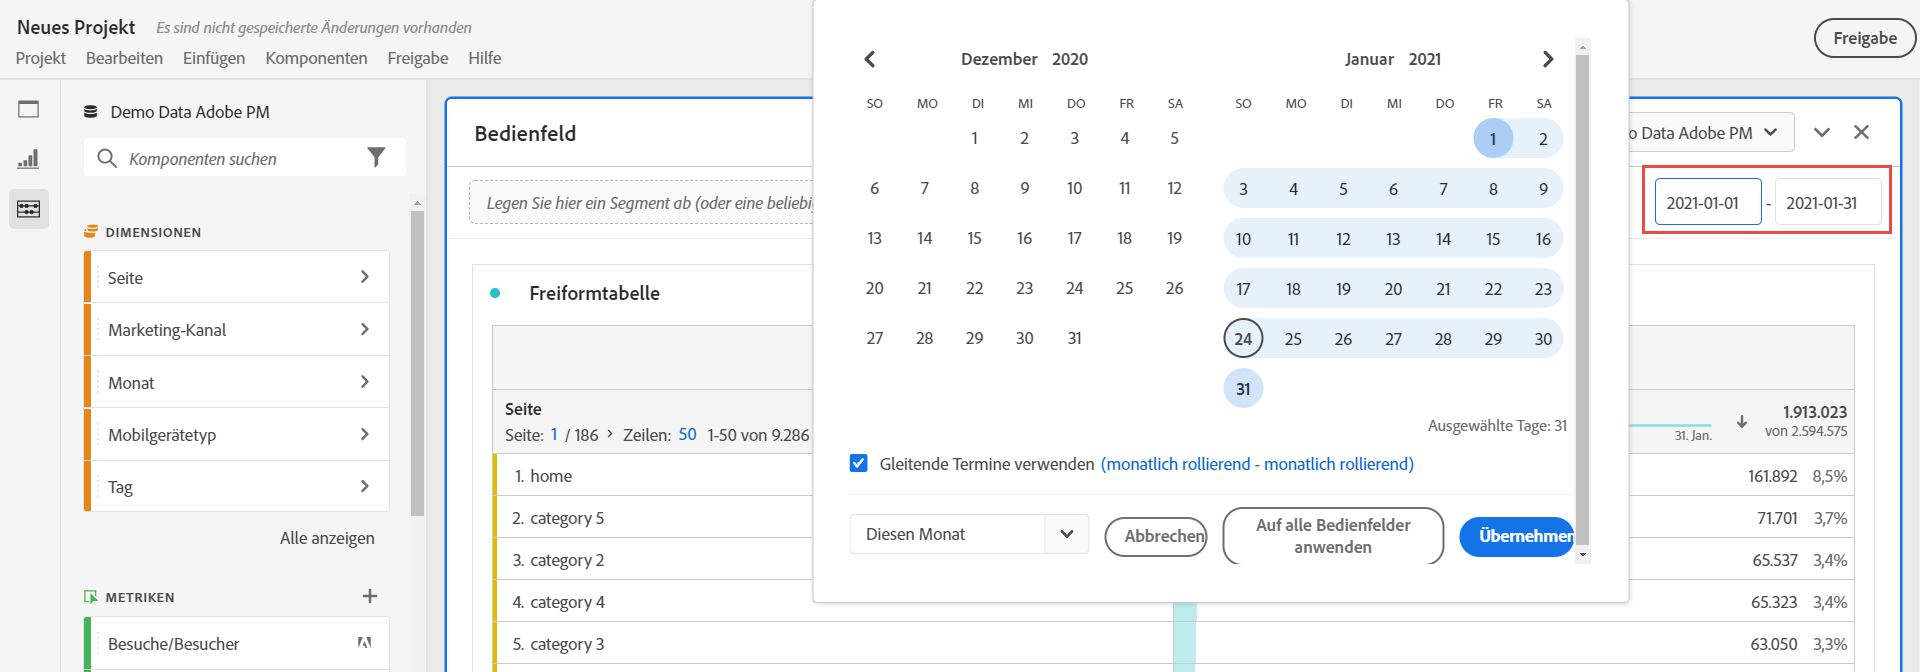 Neues Projekt Es sind nicht gespeicherte Änderungen vorhanden
Projekt Bearbeiten Einfügen Komponenten Freigabe Hilfe
Freigabe
Demo Data Adobe PM
Komponenten suchen
DIMENSIONEN
Seite
Marketing-Kanal
Monat
Mobilgerätetyp
Tag
Alle anzeigen
METRIKEN
Besuche/Besucher
Bedienfeld
o Data Adobe PM
Legen Sie hier ein Segment ab (oder eine beliebig
2021-01-01 - 2021-01-31
Freiformtabelle
Seite
Seite: 1 / 186 > Zeilen: 50 1-50 von 9.286
31. Jan.
1.913.023
von 2.594.575
1. home 161.892 8,5%
2. category 5 71.701 3,7%
3. category 2 65.537 3,4%
4. category 4 65.323 3,4%
5. category 3 63.050 3,3%
Dezember 2020
SO MO DI MI DO FR SA
1 2 3 4 5
6 7 8 9 10 11 12
13 14 15 16 17 18 19
20 21 22 23 24 25 26
27 28 29 30 31
Januar 2021
SO MO DI MI DO FR SA
1 2
3 4 5 6 7 8 9
10 11 12 13 14 15 16
17 18 19 20 21 22 23
24 25 26 27 28 29 30
31
Ausgewählte Tage: 31
Gleitende Termine verwenden (monatlich rollierend - monatlich rollierend)
Diesen Monat
Abbrechen
Auf alle Bedienfelder
anwenden
Übernehmen